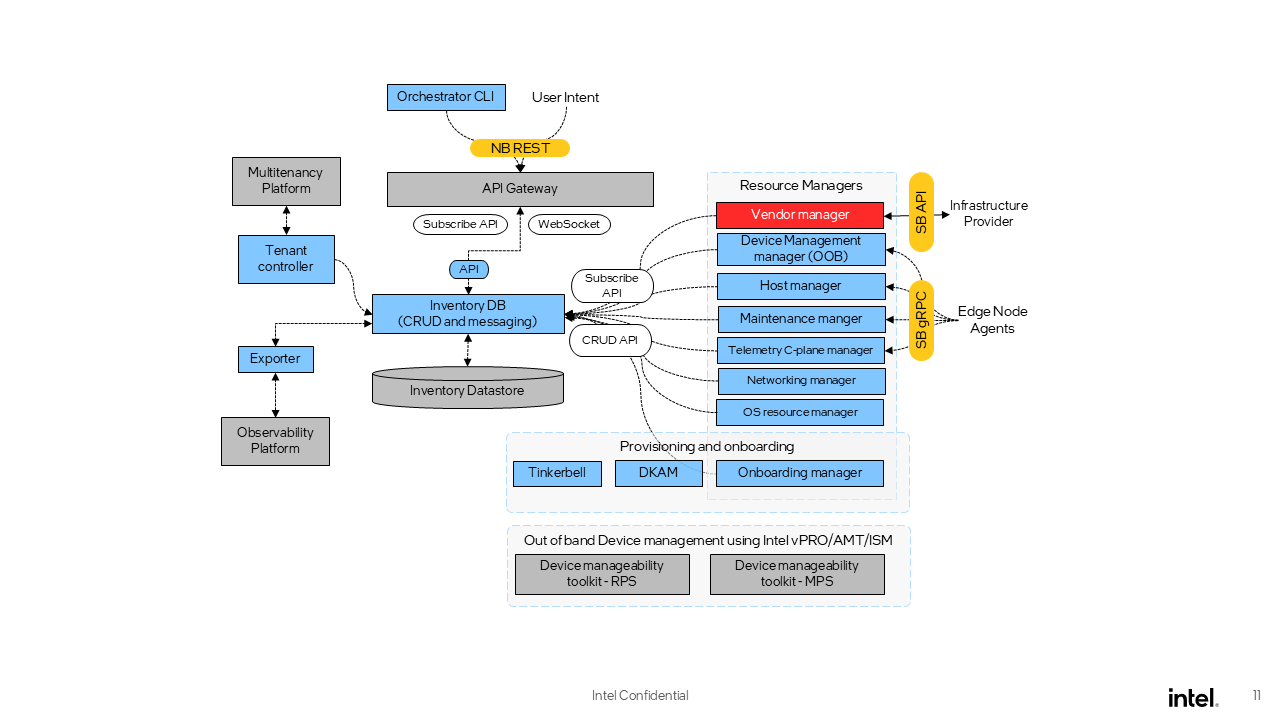 Orchestrator CLI
User Intent
NB REST
Multitenancy
Platform
API Gateway
Subscribe API
WebSocket
Tenant
controller
API
Inventory DB
(CRUD and messaging)
Exporter
Inventory Datastore
Observability
Platform
Subscribe
API
CRUD API
Resource Managers
Vendor manager
Device Management
manager (OOB)
Host manager
Maintenance manger
Telemetry C-plane manager
Networking manager
OS resource manager
SB API
Infrastructure
Provider
SB gRPC
Edge Node
Agents
Provisioning and onboarding
Tinkerbell
DKAM
Onboarding manager
Out of band Device management using Intel vPRO/AMT/ISM
Device manageability
toolkit - RPS
Device manageability
toolkit - MPS
Intel Confidential
intel.
11